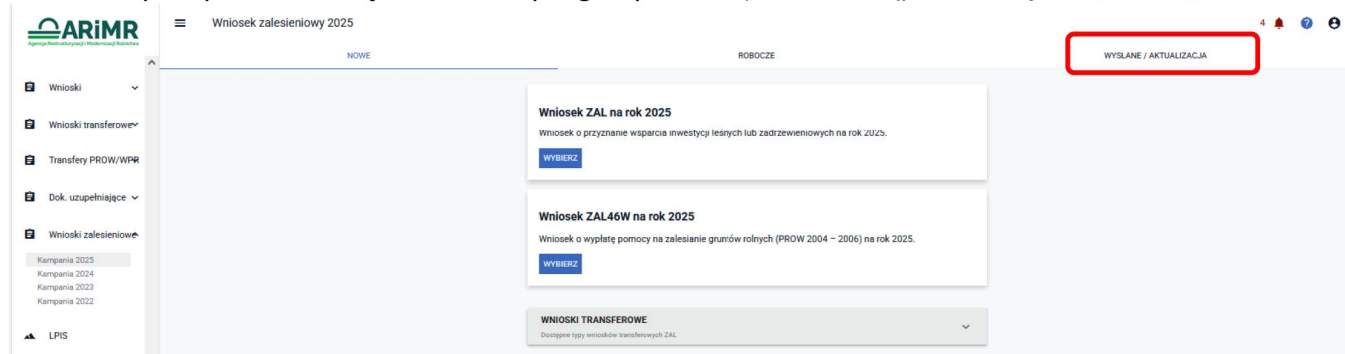 ARiMR
Agencja Restrukturyzacji i Modernizacji Rolnictwa
Wniosek zalesieniowy 2025
4
NOWE
ROBOCZE
WYSŁANE / AKTUALIZACJA
Wnioski
Wnioski transferowe
Transfery PROW/WPR
Dok. uzupełniające
Wnioski zalesieniowe
Kampania 2025
Kampania 2024
Kampania 2023
Kampania 2022
LPIS
Wniosek ZAL na rok 2025
Wniosek o przyznanie wsparcia inwestycji leśnych lub zadrzewieniowych na rok 2025.
WYBIERZ
Wniosek ZAL46W na rok 2025
Wniosek o wypłatę pomocy na zalesianie gruntów rolnych (PROW 2004 – 2006) na rok 2025.
WYBIERZ
WNIOSKI TRANSFEROWE
Dostępne typy wniosków transferowych ZAL